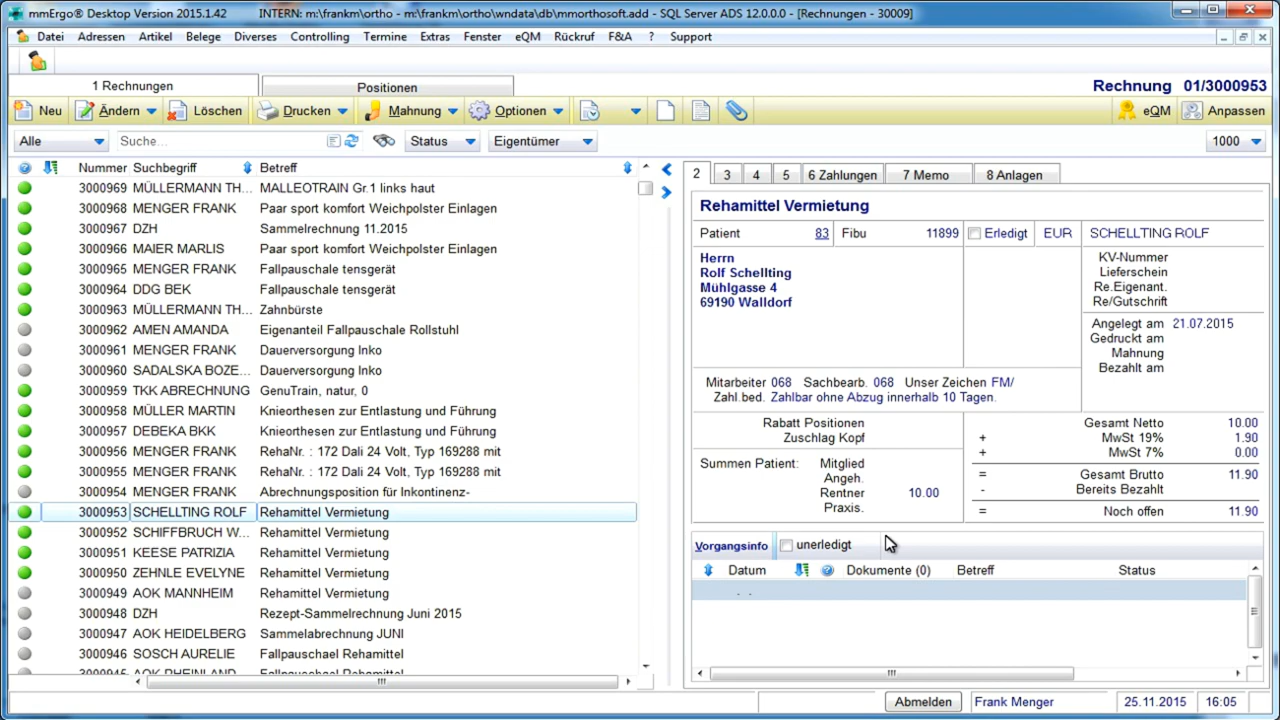 mmErgo® Desktop Version 2015.1.42 INTERN: m:\frankm\ortho - m:\frankm\ortho\wndata\db\mmorthosoft.add - SQL Server ADS 12.0.0.0 - [Rechnungen - 30009]
Datei Adressen Artikel Belege Diverses Controlling Termine Extras Fenster eQM Rückruf F&A ? Support
1 Rechnungen Positionen Rechnung 01/3000953
Neu Ändern Löschen Drucken Mahnung Optionen eQM Anpassen
Alle Suche... Status Eigentümer 1000
Nummer Suchbegriff Betreff
3000969 MÜLLERMANN TH... MALLEOTRAIN Gr.1 links haut
3000968 MENGER FRANK Paar sport komfort Weichpolster Einlagen
3000967 DZH Sammelrechnung 11.2015
3000966 MAIER MARLIS Paar sport komfort Weichpolster Einlagen
3000965 MENGER FRANK Fallpauschale tensgerät
3000964 DDG BEK Fallpauschale tensgerät
3000963 MÜLLERMANN TH... Zahnbürste
3000962 AMEN AMANDA Eigenanteil Fallpauschale Rollstuhl
3000961 MENGER FRANK Dauerversorgung Inko
3000960 SADALSKA BOZE... Dauerversorgung Inko
3000959 TKK ABRECHNUNG GenuTrain, natur, 0
3000958 MÜLLER MARTIN Knieorthesen zur Entlastung und Führung
3000957 DEBEKA BKK Knieorthesen zur Entlastung und Führung
3000956 MENGER FRANK RehaNr. : 172 Dali 24 Volt, Typ 169288 mit
3000955 MENGER FRANK RehaNr. : 172 Dali 24 Volt, Typ 169288 mit
3000954 MENGER FRANK Abrechnungsposition für Inkontinenz-
3000953 SCHELLTING ROLF Rehamittel Vermietung
3000952 SCHIFFBRUCH W... Rehamittel Vermietung
3000951 KEESE PATRIZIA Rehamittel Vermietung
3000950 ZEHNLE EVELYNE Rehamittel Vermietung
3000949 AOK MANNHEIM Rehamittel Vermietung
3000948 DZH Rezept-Sammelrechnung Juni 2015
3000947 AOK HEIDELBERG Sammelabrechnung JUNI
3000946 SOSCH AURELIE Fallpauschael Rehamittel
3000945 AOK RHEINLAND Sammelabrechnung
2 3 4 5 6 Zahlungen 7 Memo 8 Anlagen
Rehamittel Vermietung
Patient 83 Fibu 11899 Erledigt EUR SCHELLTING ROLF
Herrn
Rolf Schellting
Mühlgasse 4
69190 Walldorf
KV-Nummer
Lieferschein
Re.Eigenant.
Re/Gutschrift
Angelegt am 21.07.2015
Gedruckt am
Mahnung
Bezahlt am
Mitarbeiter 068 Sachbearb. 068 Unser Zeichen FM/
Zahl.bed. Zahlbar ohne Abzug innerhalb 10 Tagen.
Rabatt Positionen
Zuschlag Kopf
Summen Patient: Mitglied
Angeh.
Rentner 10.00
Praxis.
Gesamt Netto 10.00
+ MwSt 19% 1.90
+ MwSt 7% 0.00
= Gesamt Brutto 11.90
- Bereits Bezahlt
= Noch offen 11.90
Vorgangsinfo unerledigt
Datum Dokumente (0) Betreff Status
. .
Abmelden Frank Menger 25.11.2015 16:05